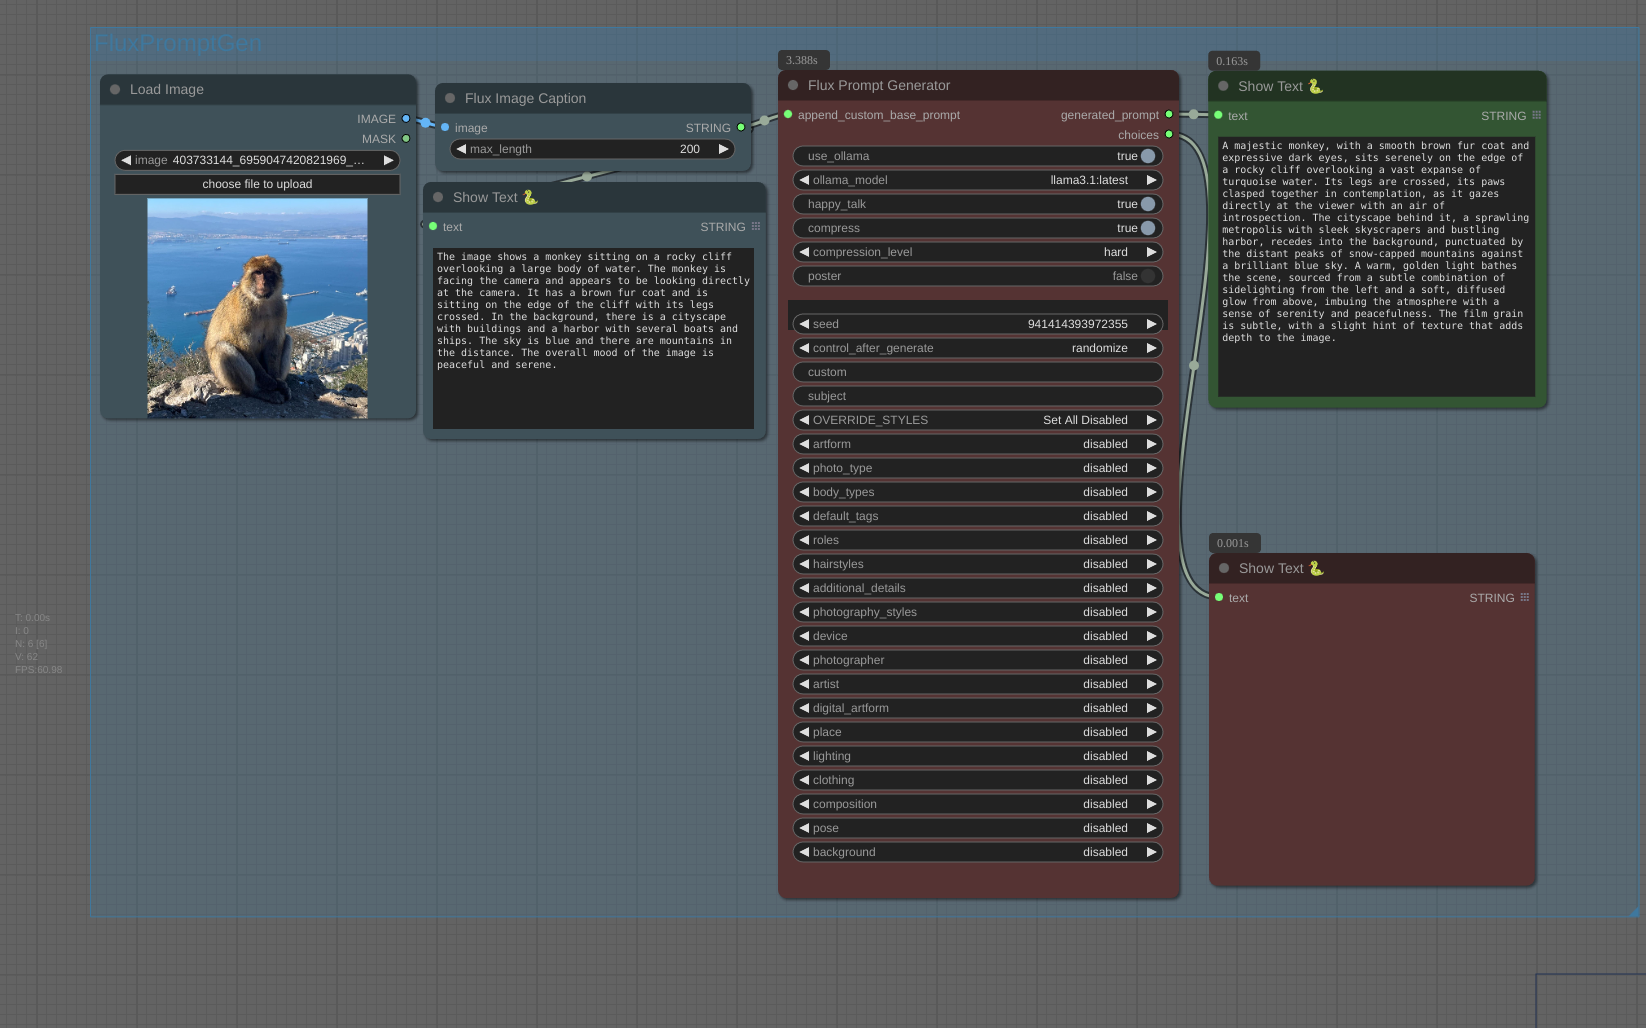 FluxPromptGen
Load Image
IMAGE
MASK
image 403733144_6959047420821969_...
choose file to upload
Flux Image Caption
image STRING
max_length 200
Show Text 🐍
text STRING
The image shows a monkey sitting on a rocky cliff
overlooking a large body of water. The monkey is
facing the camera and appears to be looking directly
at the camera. It has a brown fur coat and is
sitting on the edge of the cliff with its legs
crossed. In the background, there is a cityscape
with buildings and a harbor with several boats and
ships. The sky is blue and there are mountains in
the distance. The overall mood of the image is
peaceful and serene.
3.388s
Flux Prompt Generator
append_custom_base_prompt generated_prompt
choices
use_ollama true
ollama_model llama3.1:latest
happy_talk true
compress true
compression_level hard
poster false
seed 941414393972355
control_after_generate randomize
custom
subject
OVERRIDE_STYLES Set All Disabled
artform disabled
photo_type disabled
body_types disabled
default_tags disabled
roles disabled
hairstyles disabled
additional_details disabled
photography_styles disabled
device disabled
photographer disabled
artist disabled
digital_artform disabled
place disabled
lighting disabled
clothing disabled
composition disabled
pose disabled
background disabled
0.163s
Show Text 🐍
text STRING
A majestic monkey, with a smooth brown fur coat and
expressive dark eyes, sits serenely on the edge of
a rocky cliff overlooking a vast expanse of
turquoise water. Its legs are crossed, its paws
clasped together in contemplation, as it gazes
directly at the viewer with an air of
introspection. The cityscape behind it, a sprawling
metropolis with sleek skyscrapers and bustling
harbor, recedes into the background, punctuated by
the distant peaks of snow-capped mountains against
a brilliant blue sky. A warm, golden light bathes
the scene, sourced from a subtle combination of
sidelighting from the left and a soft, diffused
glow from above, imbuing the atmosphere with a
sense of serenity and peacefulness. The film grain
is subtle, with a slight hint of texture that adds
depth to the image.
0.001s
Show Text 🐍
text STRING
T: 0.00s
I: 0
N: 6 [6]
V: 62
FPS:60.98